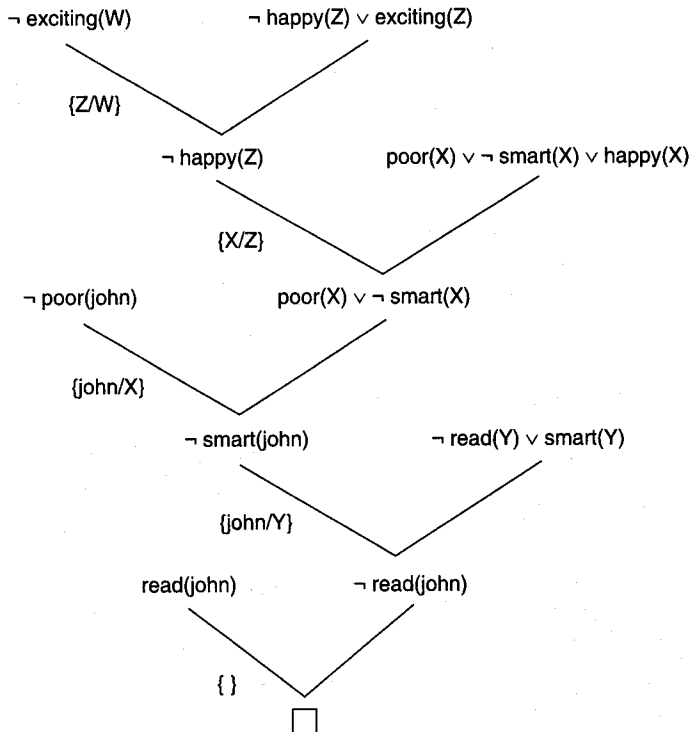 ¬ exciting(W) ¬ happy(Z) ∨ exciting(Z)
{Z/W}
¬ happy(Z) poor(X) ∨ ¬ smart(X) ∨ happy(X)
{X/Z}
¬ poor(john) poor(X) ∨ ¬ smart(X)
{john/X}
¬ smart(john) ¬ read(Y) ∨ smart(Y)
{john/Y}
read(john) ¬ read(john)
{ }